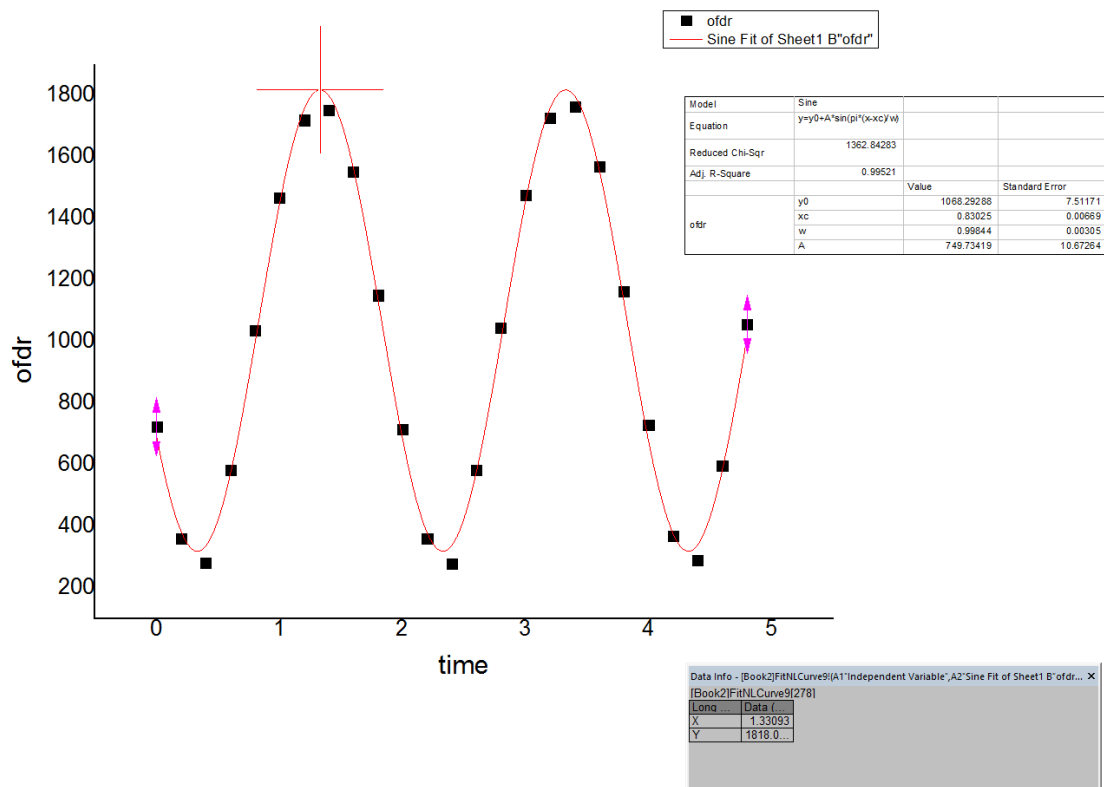 ofdr
Sine Fit of Sheet1 B"ofdr"
1800
1600
1400
1200
1000
800
600
400
200
ofdr
0 1 2 3 4 5
time
Model Sine
Equation y=y0+A*sin(pi*(x-xc)/w)
Reduced Chi-Sqr 1362.84283
Adj. R-Square 0.99521
Value Standard Error
ofdr
y0 1068.29288 7.51171
xc 0.83025 0.00669
w 0.99844 0.00305
A 749.73419 10.67264
Data Info - [Book2]FitNLCurve9!(A1"Independent Variable",A2"Sine Fit of Sheet1 B"ofdr... ×
[Book2]FitNLCurve9![278]
Long ... Data (...
X 1.33093
Y 1818.0...